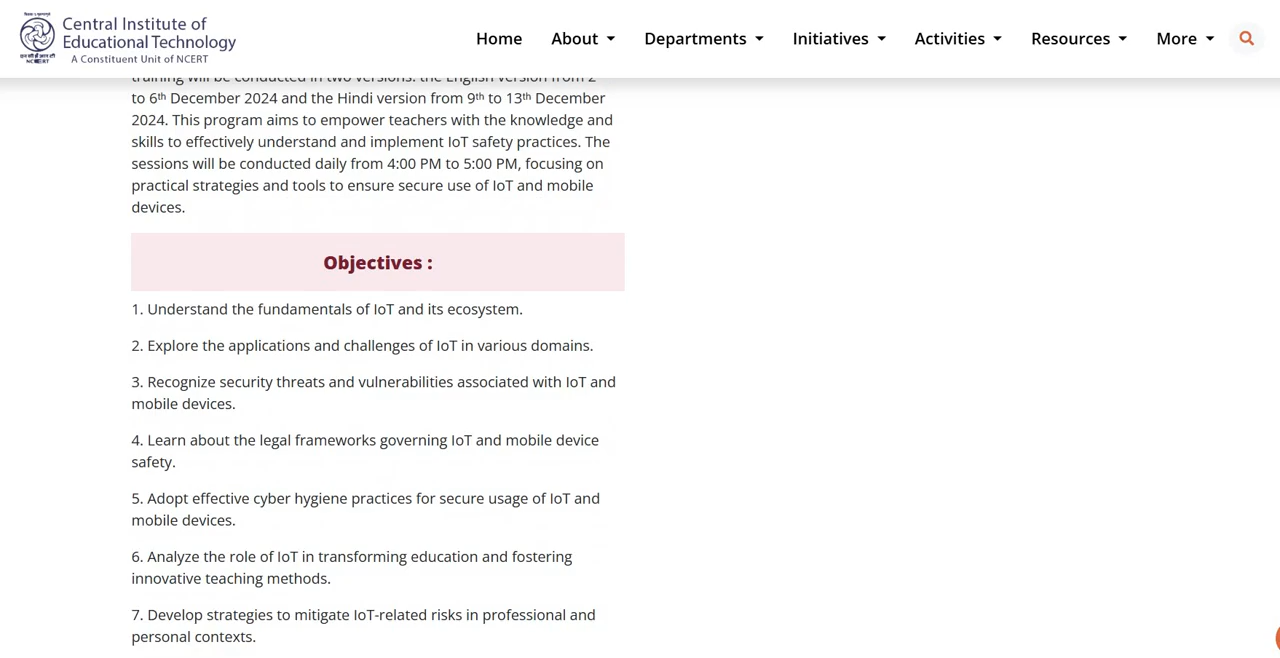 Central Institute of
Educational Technology
A Constituent Unit of NCERT
Home
About
Departments
Initiatives
Activities
Resources
More
training will be conducted in two versions: the English version from 2
to 6th December 2024 and the Hindi version from 9th to 13th December
2024. This program aims to empower teachers with the knowledge and
skills to effectively understand and implement IoT safety practices. The
sessions will be conducted daily from 4:00 PM to 5:00 PM, focusing on
practical strategies and tools to ensure secure use of IoT and mobile
devices.
Objectives :
1. Understand the fundamentals of IoT and its ecosystem.
2. Explore the applications and challenges of IoT in various domains.
3. Recognize security threats and vulnerabilities associated with IoT and
mobile devices.
4. Learn about the legal frameworks governing IoT and mobile device
safety.
5. Adopt effective cyber hygiene practices for secure usage of IoT and
mobile devices.
6. Analyze the role of IoT in transforming education and fostering
innovative teaching methods.
7. Develop strategies to mitigate IoT-related risks in professional and
personal contexts.